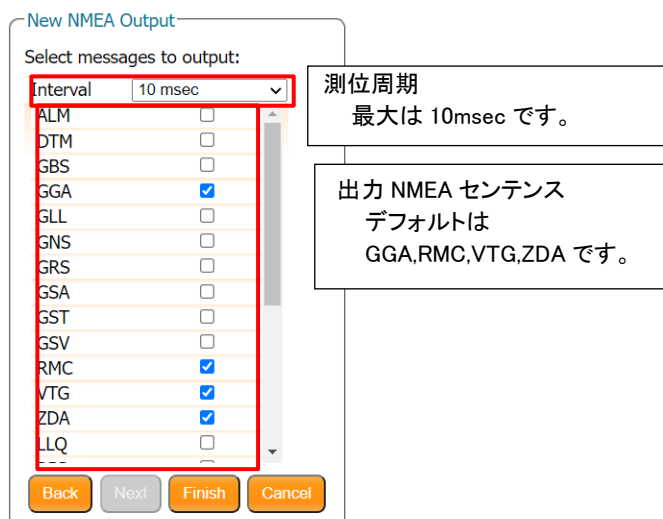 New NMEA Output
Select messages to output:
Interval 10 msec
ALM
DTM
GBS
GGA
GLL
GNS
GRS
GSA
GST
GSV
RMC
VTG
ZDA
LLQ
Back Next Finish Cancel
測位周期
最大は 10msec です。
出力 NMEA センテンス
デフォルトは
GGA,RMC,VTG,ZDA です。